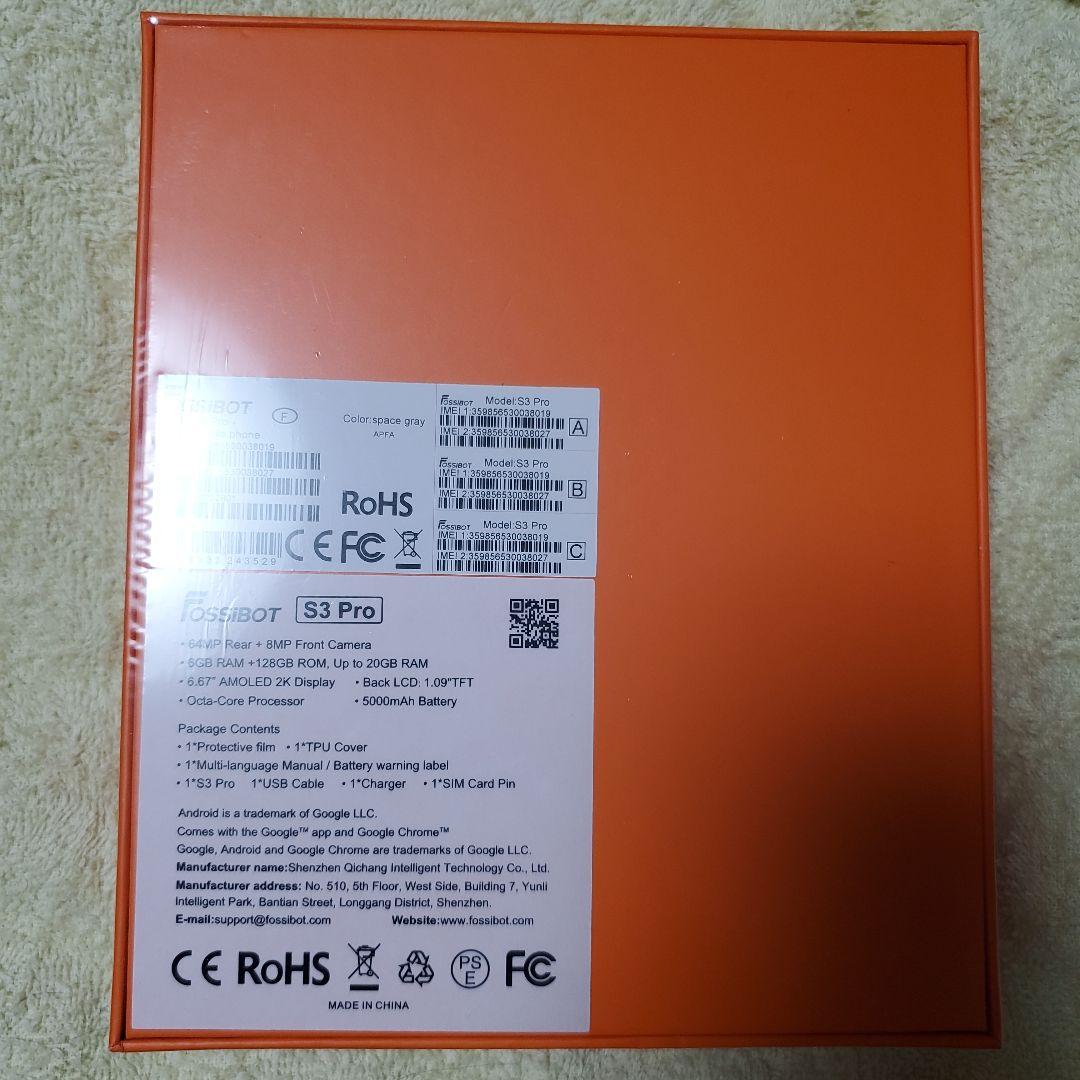 FOSSiBOT
F
Color:space gray
APFA
RoHS
CE FC
FOSSiBOT Model:S3 Pro
IMEI 1:359856530038019
IMEI 2:359856530038027
A
FOSSiBOT Model:S3 Pro
IMEI 1:359856530038019
IMEI 2:359856530038027
B
FOSSiBOT Model:S3 Pro
IMEI 1:359856530038019
IMEI 2:359856530038027
C
FOSSiBOT S3 Pro
• 64MP Rear + 8MP Front Camera
• 6GB RAM +128GB ROM, Up to 20GB RAM
• 6.67" AMOLED 2K Display • Back LCD: 1.09"TFT
• Octa-Core Processor • 5000mAh Battery
Package Contents
• 1*Protective film • 1*TPU Cover
• 1*Multi-language Manual / Battery warning label
• 1*S3 Pro 1*USB Cable • 1*Charger • 1*SIM Card Pin
Android is a trademark of Google LLC.
Comes with the Google™ app and Google Chrome™
Google, Android and Google Chrome are trademarks of Google LLC.
Manufacturer name:Shenzhen Qichang Intelligent Technology Co., Ltd.
Manufacturer address: No. 510, 5th Floor, West Side, Building 7, Yunli
Intelligent Park, Bantian Street, Longgang District, Shenzhen.
E-mail:support@fossibot.com Website:www.fossibot.com
CE RoHS PSE FC
MADE IN CHINA